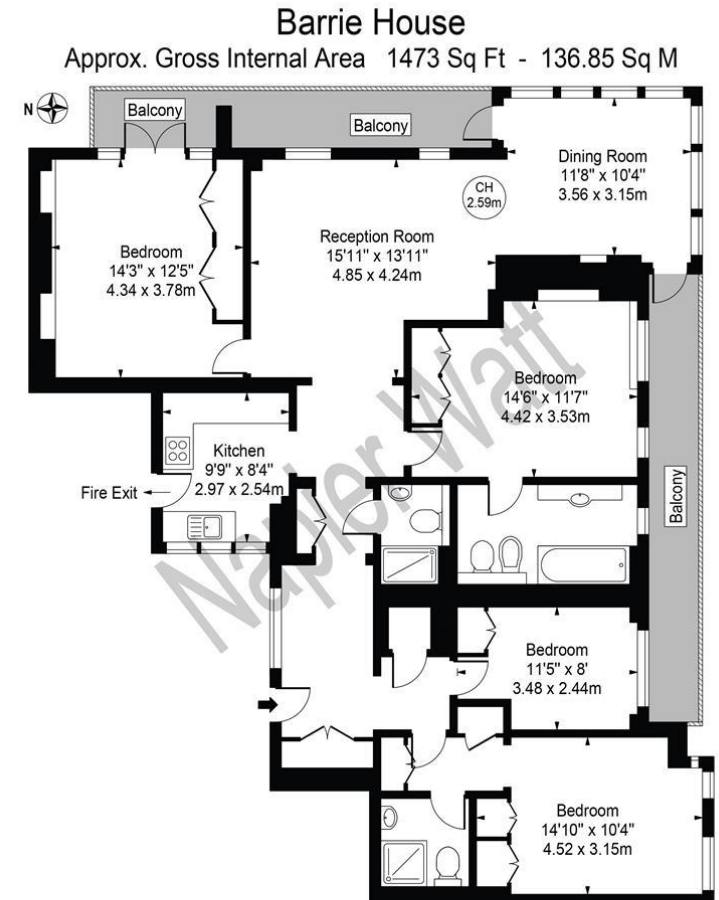 Barrie House
Approx. Gross Internal Area 1473 Sq Ft - 136.85 Sq M
N
Balcony
Balcony
Dining Room
11'8" x 10'4"
3.56 x 3.15m
CH
2.59m
Reception Room
15'11" x 13'11"
4.85 x 4.24m
Bedroom
14'3" x 12'5"
4.34 x 3.78m
Bedroom
14'6" x 11'7"
4.42 x 3.53m
Kitchen
9'9" x 8'4"
2.97 x 2.54m
Fire Exit
Balcony
Napier Watt
Bedroom
11'5" x 8'
3.48 x 2.44m
Bedroom
14'10" x 10'4"
4.52 x 3.15m